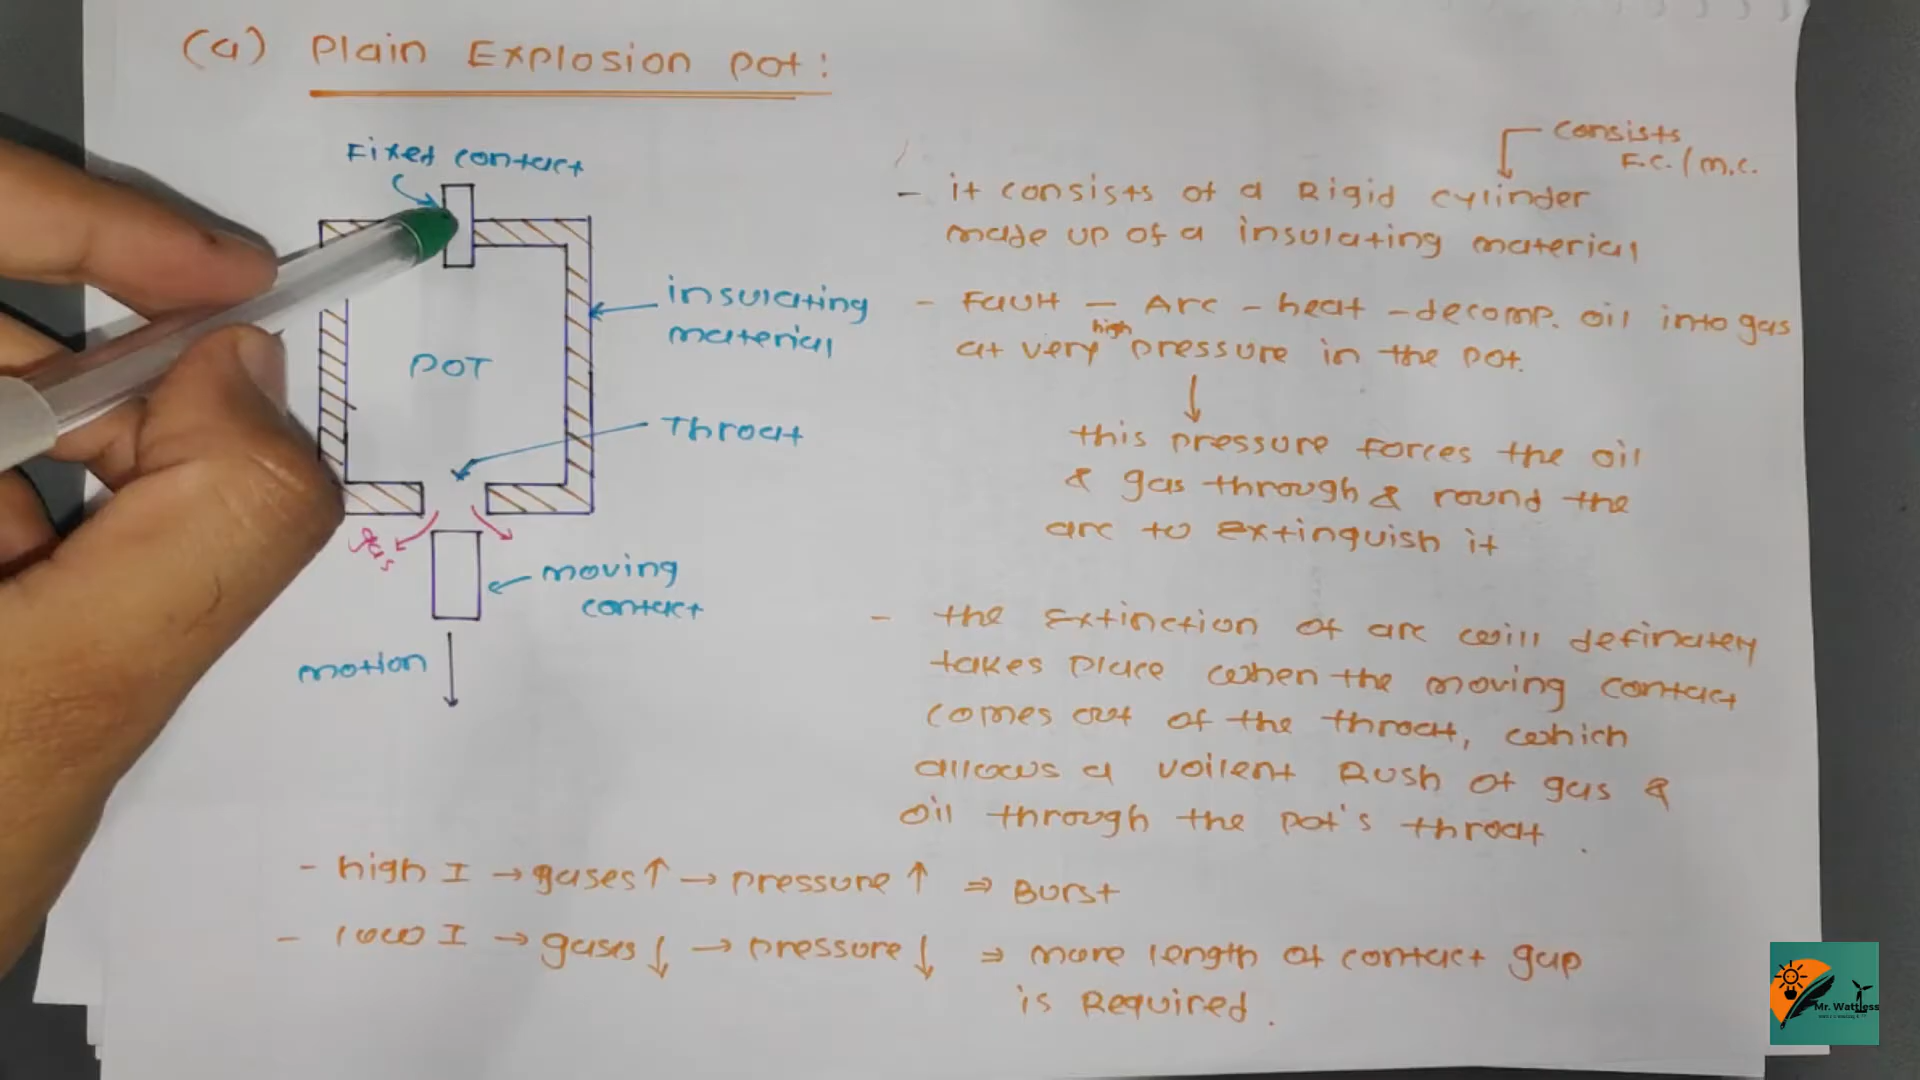 (a) Plain Explosion pot:
Fixed contact
insulating
material
POT
Throat
gas
moving
contact
motion
consists
F.C. / M.C.
- it consists of a Rigid cylinder
made up of a insulating material
- Fault - Arc - heat - decomp. oil into gas
at very high pressure in the pot.
this pressure forces the oil
& gas through & round the
arc to extinguish it
- the Extinction of arc will definately
takes place when the moving contact
comes out of the throat, which
allows a voilent Rush of gas &
oil through the pot's throat.
- high I → gases↑ → pressure↑ ⇒ Burst
- low I → gases↓ → pressure↓ ⇒ more length of contact gap
is Required.
Mr. Wattless